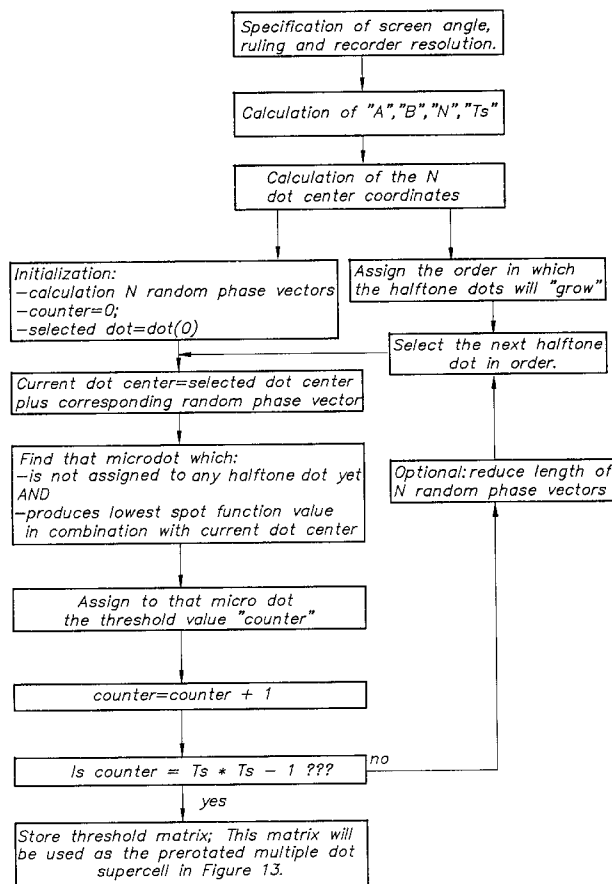 Specification of screen angle,
ruling and recorder resolution.
Calculation of "A","B","N","Ts"
Calculation of the N
dot center coordinates
Initialization:
-calculation N random phase vectors
-counter=0;
-selected dot=dot(0)
Assign the order in which
the halftone dots will "grow"
Select the next halftone
dot in order.
Current dot center=selected dot center
plus corresponding random phase vector
Find that microdot which:
-is not assigned to any halftone dot yet
AND
-produces lowest spot function value
in combination with current dot center
Optional: reduce length of
N random phase vectors
Assign to that micro dot
the threshold value "counter"
counter=counter + 1
Is counter = Ts * Ts - 1 ???
no
yes
Store threshold matrix; This matrix will
be used as the prerotated multiple dot
supercell in Figure 13.